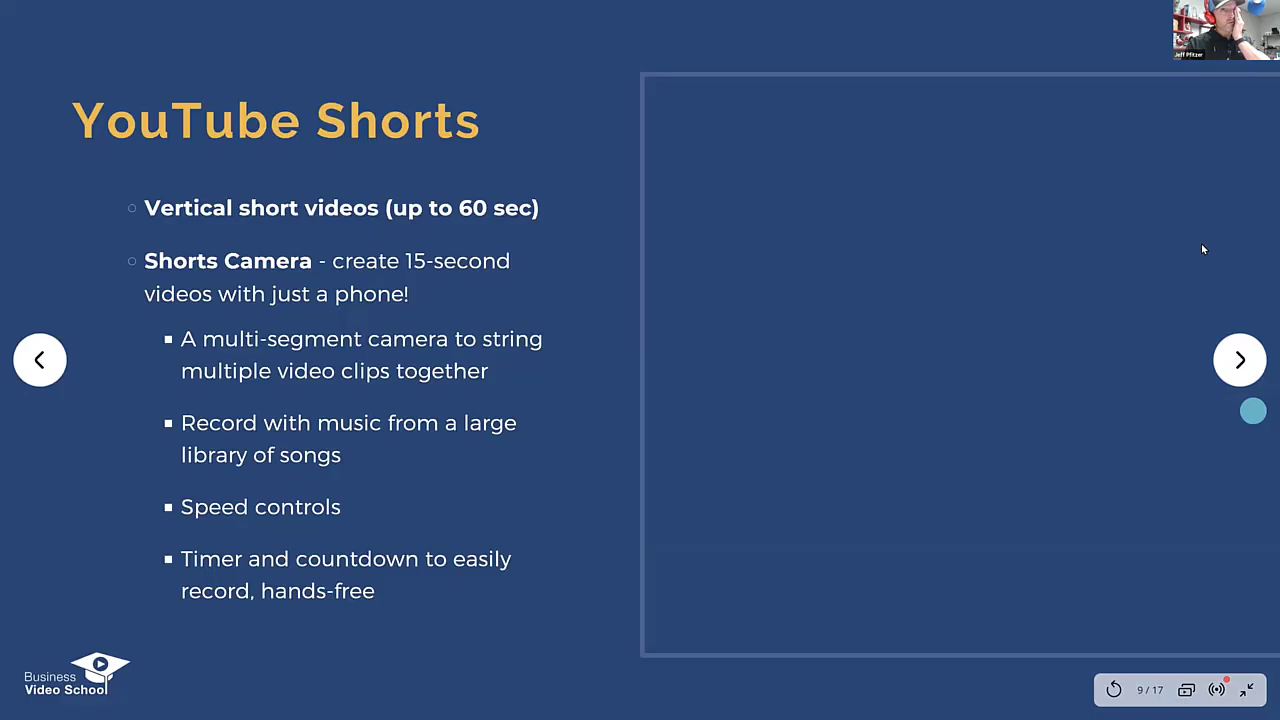 Jeff Pfitzer
YouTube Shorts
Vertical short videos (up to 60 sec)
Shorts Camera - create 15-second
videos with just a phone!
A multi-segment camera to string
multiple video clips together
Record with music from a large
library of songs
Speed controls
Timer and countdown to easily
record, hands-free
Business
Video School
9 / 17